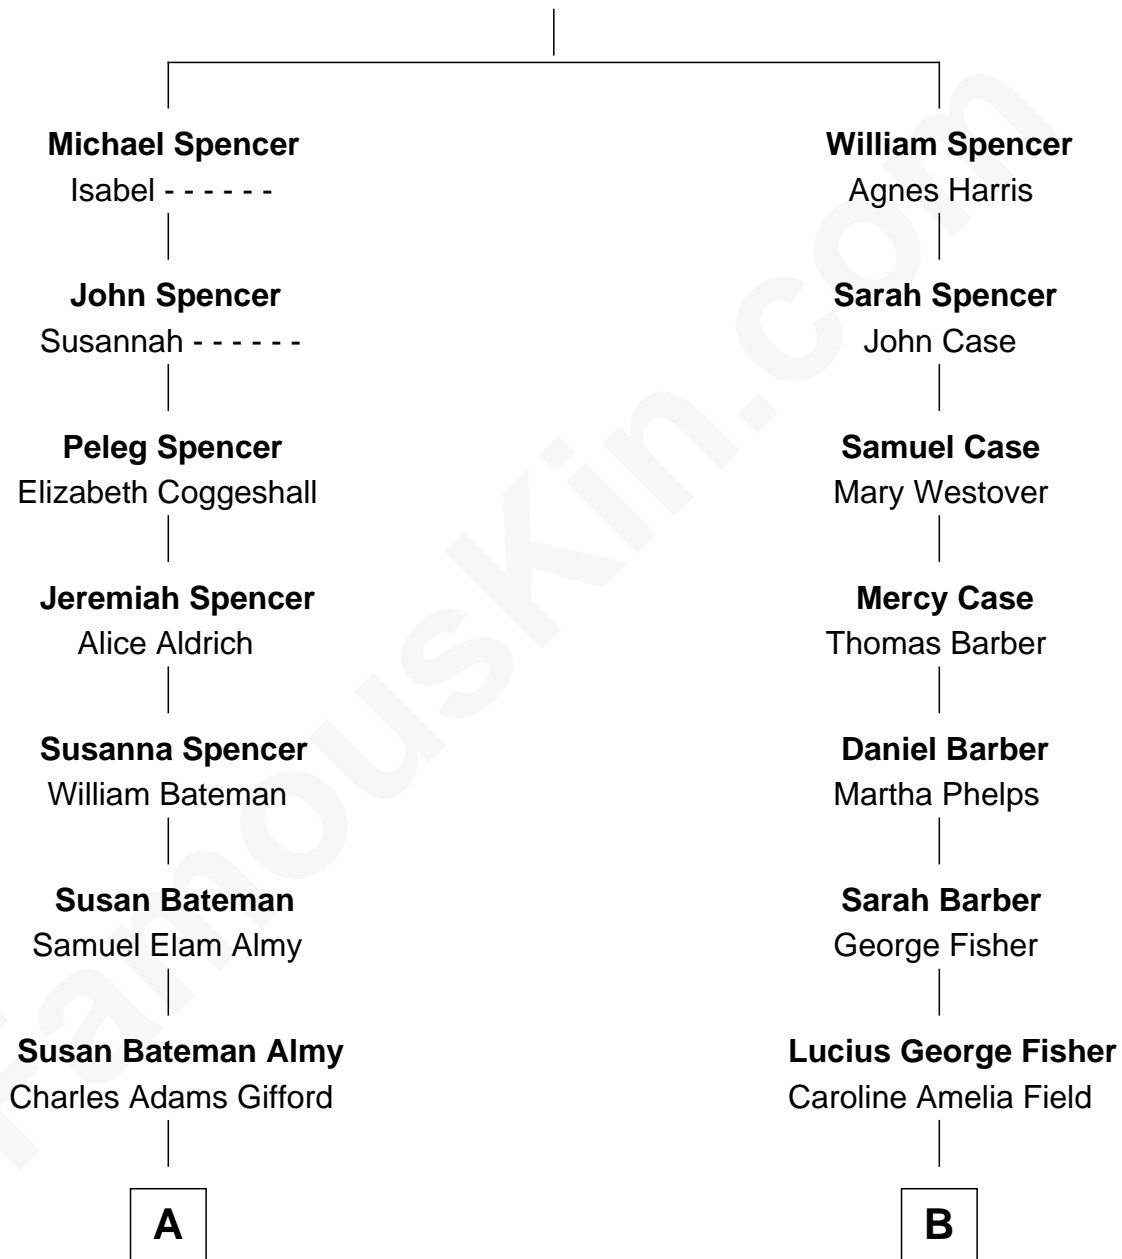 Michael Spencer
Isabel - - - - - -
John Spencer
Susannah - - - - - -
Peleg Spencer
Elizabeth Coggeshall
Jeremiah Spencer
Alice Aldrich
Susanna Spencer
William Bateman
Susan Bateman
Samuel Elam Almy
Susan Bateman Almy
Charles Adams Gifford
A
William Spencer
Agnes Harris
Sarah Spencer
John Case
Samuel Case
Mary Westover
Mercy Case
Thomas Barber
Daniel Barber
Martha Phelps
Sarah Barber
George Fisher
Lucius George Fisher
Caroline Amelia Field
B
FamousKin.com